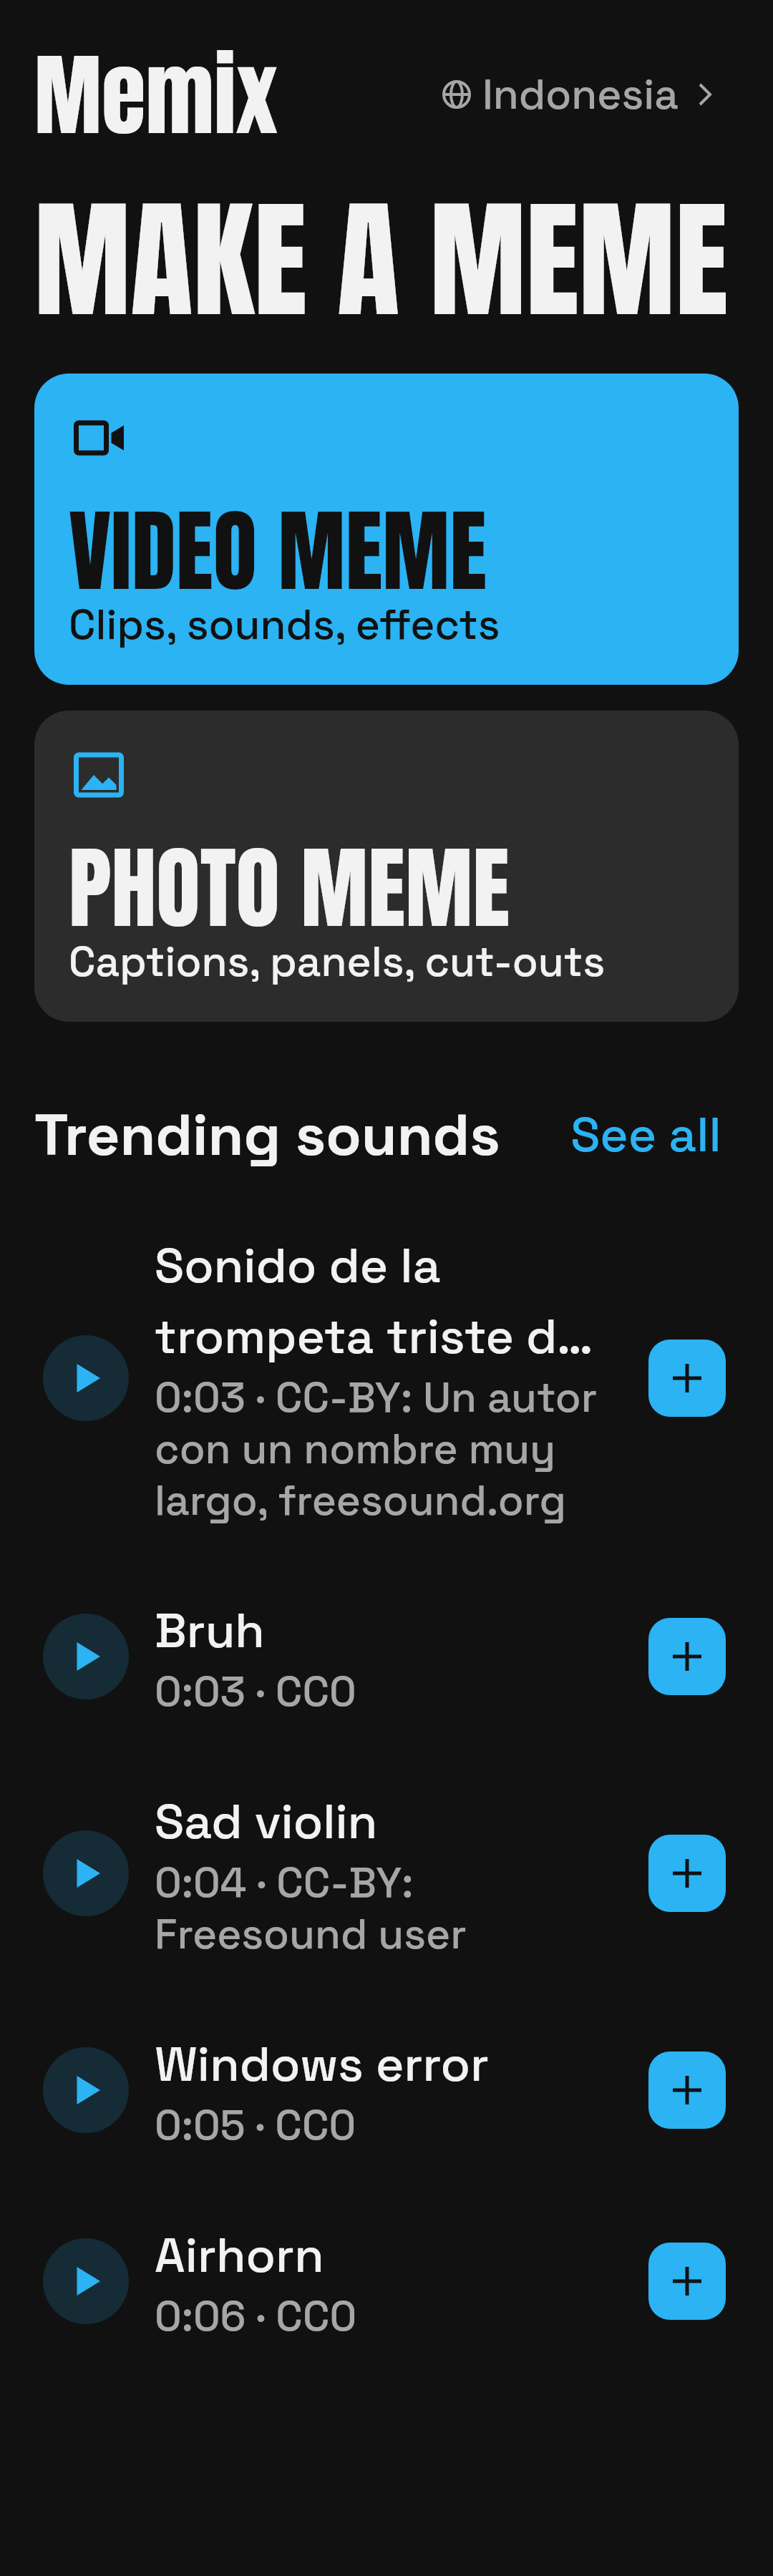 Memix
Indonesia
MAKE A MEME
VIDEO MEME
Clips, sounds, effects
PHOTO MEME
Captions, panels, cut-outs
Trending sounds
See all
Sonido de la
trompeta triste d...
0:03 · CC-BY: Un autor
con un nombre muy
largo, freesound.org
Bruh
0:03 · CC0
Sad violin
0:04 · CC-BY:
Freesound user
Windows error
0:05 · CC0
Airhorn
0:06 · CC0